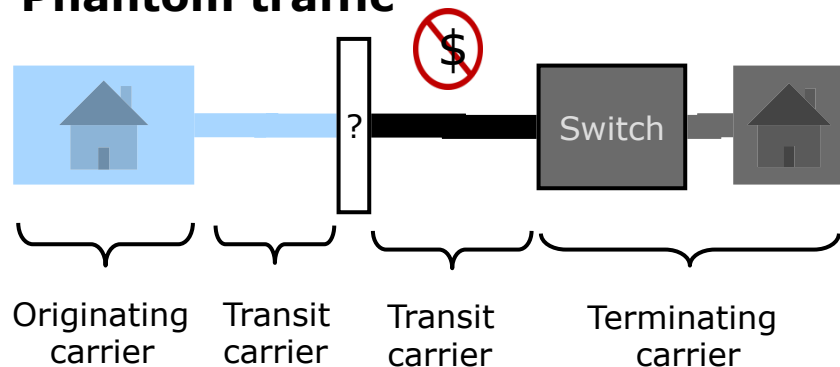 Phantom traffic
$
?
Switch
Originating
carrier
Transit
carrier
Transit
carrier
Terminating
carrier